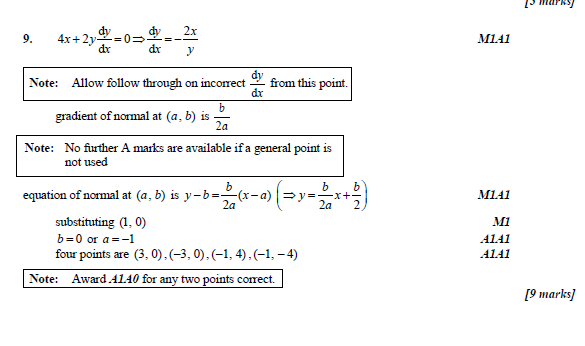 [3 marks]
9. 4x + 2y dy/dx = 0 ⇒ dy/dx = −2x/y M1A1
Note: Allow follow through on incorrect dy/dx from this point.
gradient of normal at (a, b) is b/2a
Note: No further A marks are available if a general point is
not used
equation of normal at (a, b) is y − b = b/2a (x − a) (⇒ y = b/2a x + b/2) M1A1
substituting (1, 0) M1
b = 0 or a = −1 A1A1
four points are (3, 0), (−3, 0), (−1, 4), (−1, −4) A1A1
Note: Award A1A0 for any two points correct.
[9 marks]